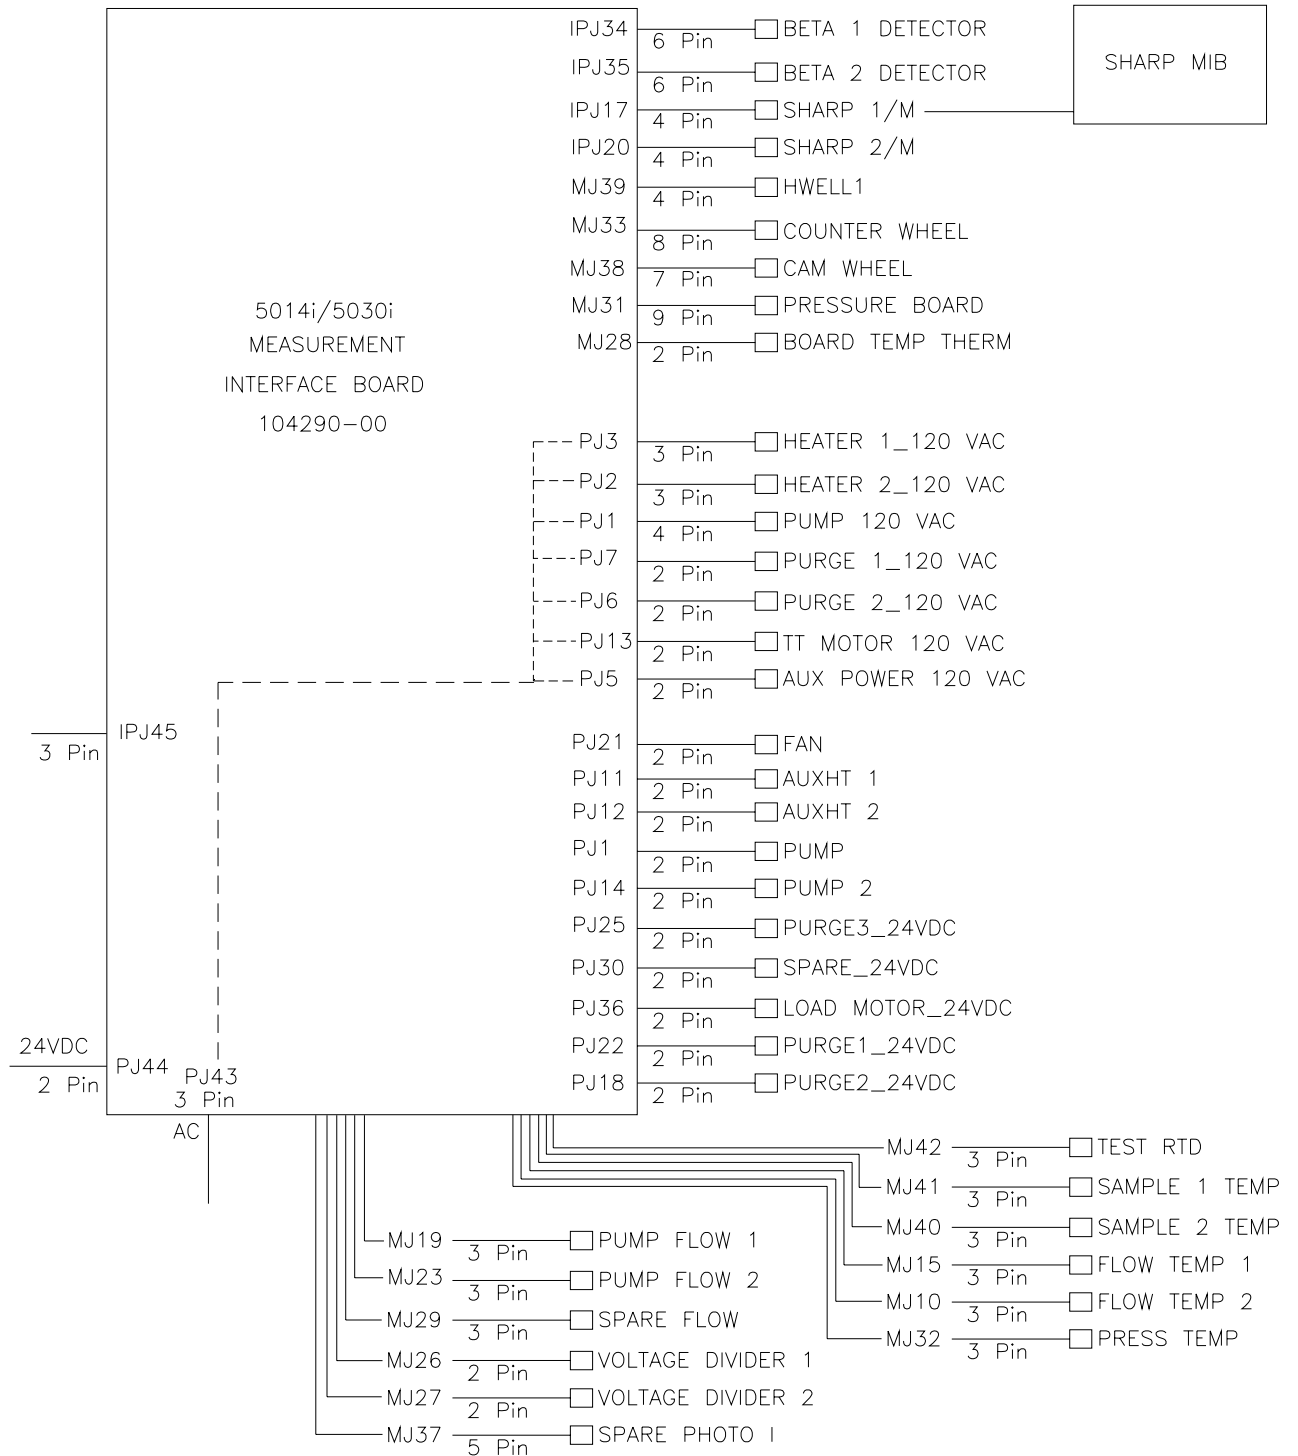 IPJ34 6 Pin BETA 1 DETECTOR
SHARP MIB
IPJ35 6 Pin BETA 2 DETECTOR
IPJ17 4 Pin SHARP 1/M
IPJ20 4 Pin SHARP 2/M
MJ39 4 Pin HWELL1
MJ33 8 Pin COUNTER WHEEL
MJ38 7 Pin CAM WHEEL
MJ31 9 Pin PRESSURE BOARD
MJ28 2 Pin BOARD TEMP THERM
5014i/5030i
MEASUREMENT
INTERFACE BOARD
104290-00
PJ3 3 Pin HEATER 1_120 VAC
PJ2 3 Pin HEATER 2_120 VAC
PJ1 4 Pin PUMP 120 VAC
PJ7 2 Pin PURGE 1_120 VAC
PJ6 2 Pin PURGE 2_120 VAC
PJ13 2 Pin TT MOTOR 120 VAC
PJ5 2 Pin AUX POWER 120 VAC
IPJ45
3 Pin
PJ21 2 Pin FAN
PJ11 2 Pin AUXHT 1
PJ12 2 Pin AUXHT 2
PJ1 2 Pin PUMP
PJ14 2 Pin PUMP 2
PJ25 2 Pin PURGE3_24VDC
PJ30 2 Pin SPARE_24VDC
PJ36 2 Pin LOAD MOTOR_24VDC
PJ22 2 Pin PURGE1_24VDC
PJ18 2 Pin PURGE2_24VDC
24VDC
2 Pin
PJ44
PJ43
3 Pin
AC
MJ42 3 Pin TEST RTD
MJ41 3 Pin SAMPLE 1 TEMP
MJ40 3 Pin SAMPLE 2 TEMP
MJ15 3 Pin FLOW TEMP 1
MJ10 3 Pin FLOW TEMP 2
MJ32 3 Pin PRESS TEMP
MJ19 3 Pin PUMP FLOW 1
MJ23 3 Pin PUMP FLOW 2
MJ29 3 Pin SPARE FLOW
MJ26 2 Pin VOLTAGE DIVIDER 1
MJ27 2 Pin VOLTAGE DIVIDER 2
MJ37 5 Pin SPARE PHOTO I